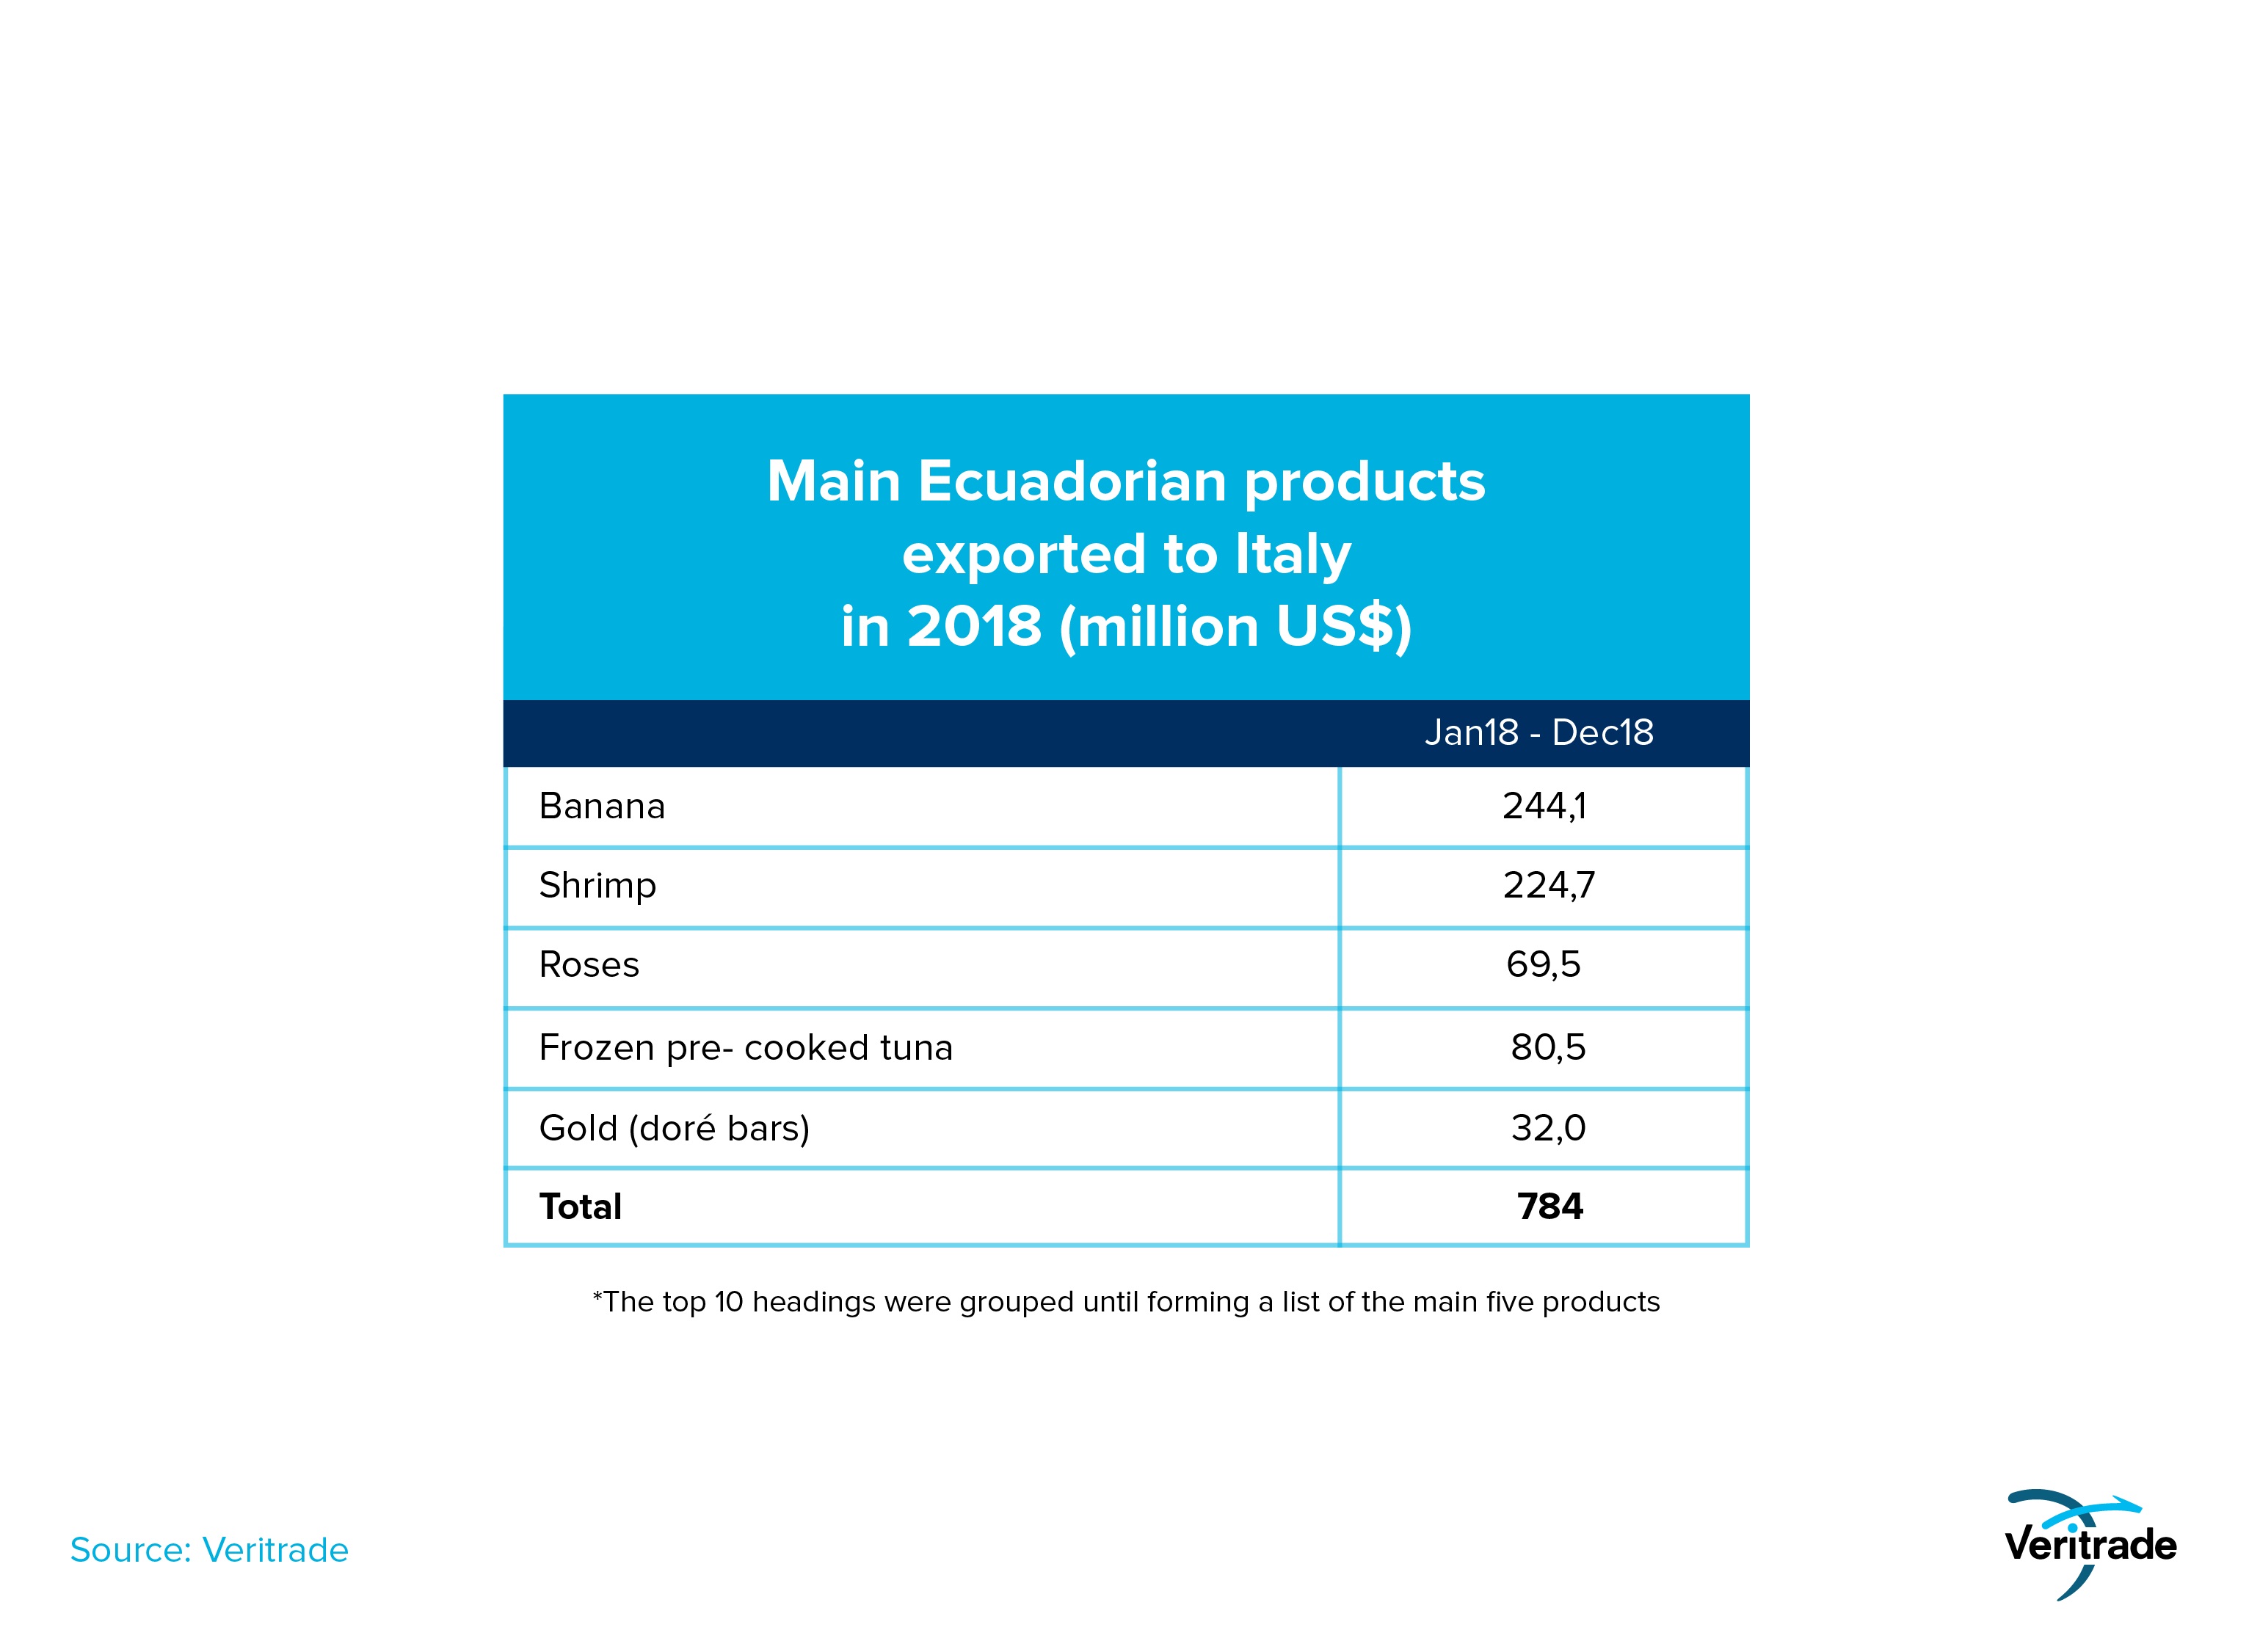 Main Ecuadorian products
exported to Italy
in 2018 (million US$)
Jan18 - Dec18
Banana 244,1
Shrimp 224,7
Roses 69,5
Frozen pre- cooked tuna 80,5
Gold (doré bars) 32,0
Total 784
*The top 10 headings were grouped until forming a list of the main five products
Source: Veritrade
Veritrade